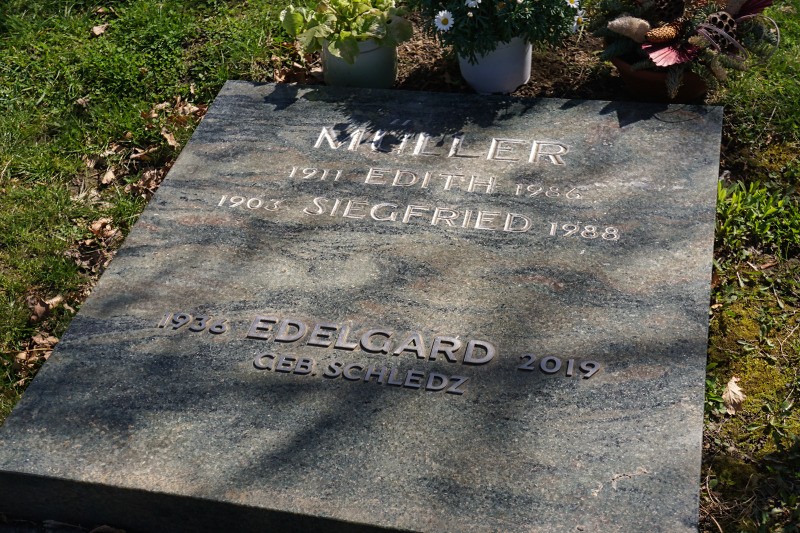 MÜLLER
1911 EDITH 1986
1903 SIEGFRIED 1988
1936 EDELGARD 2019
GEB. SCHLEDZ